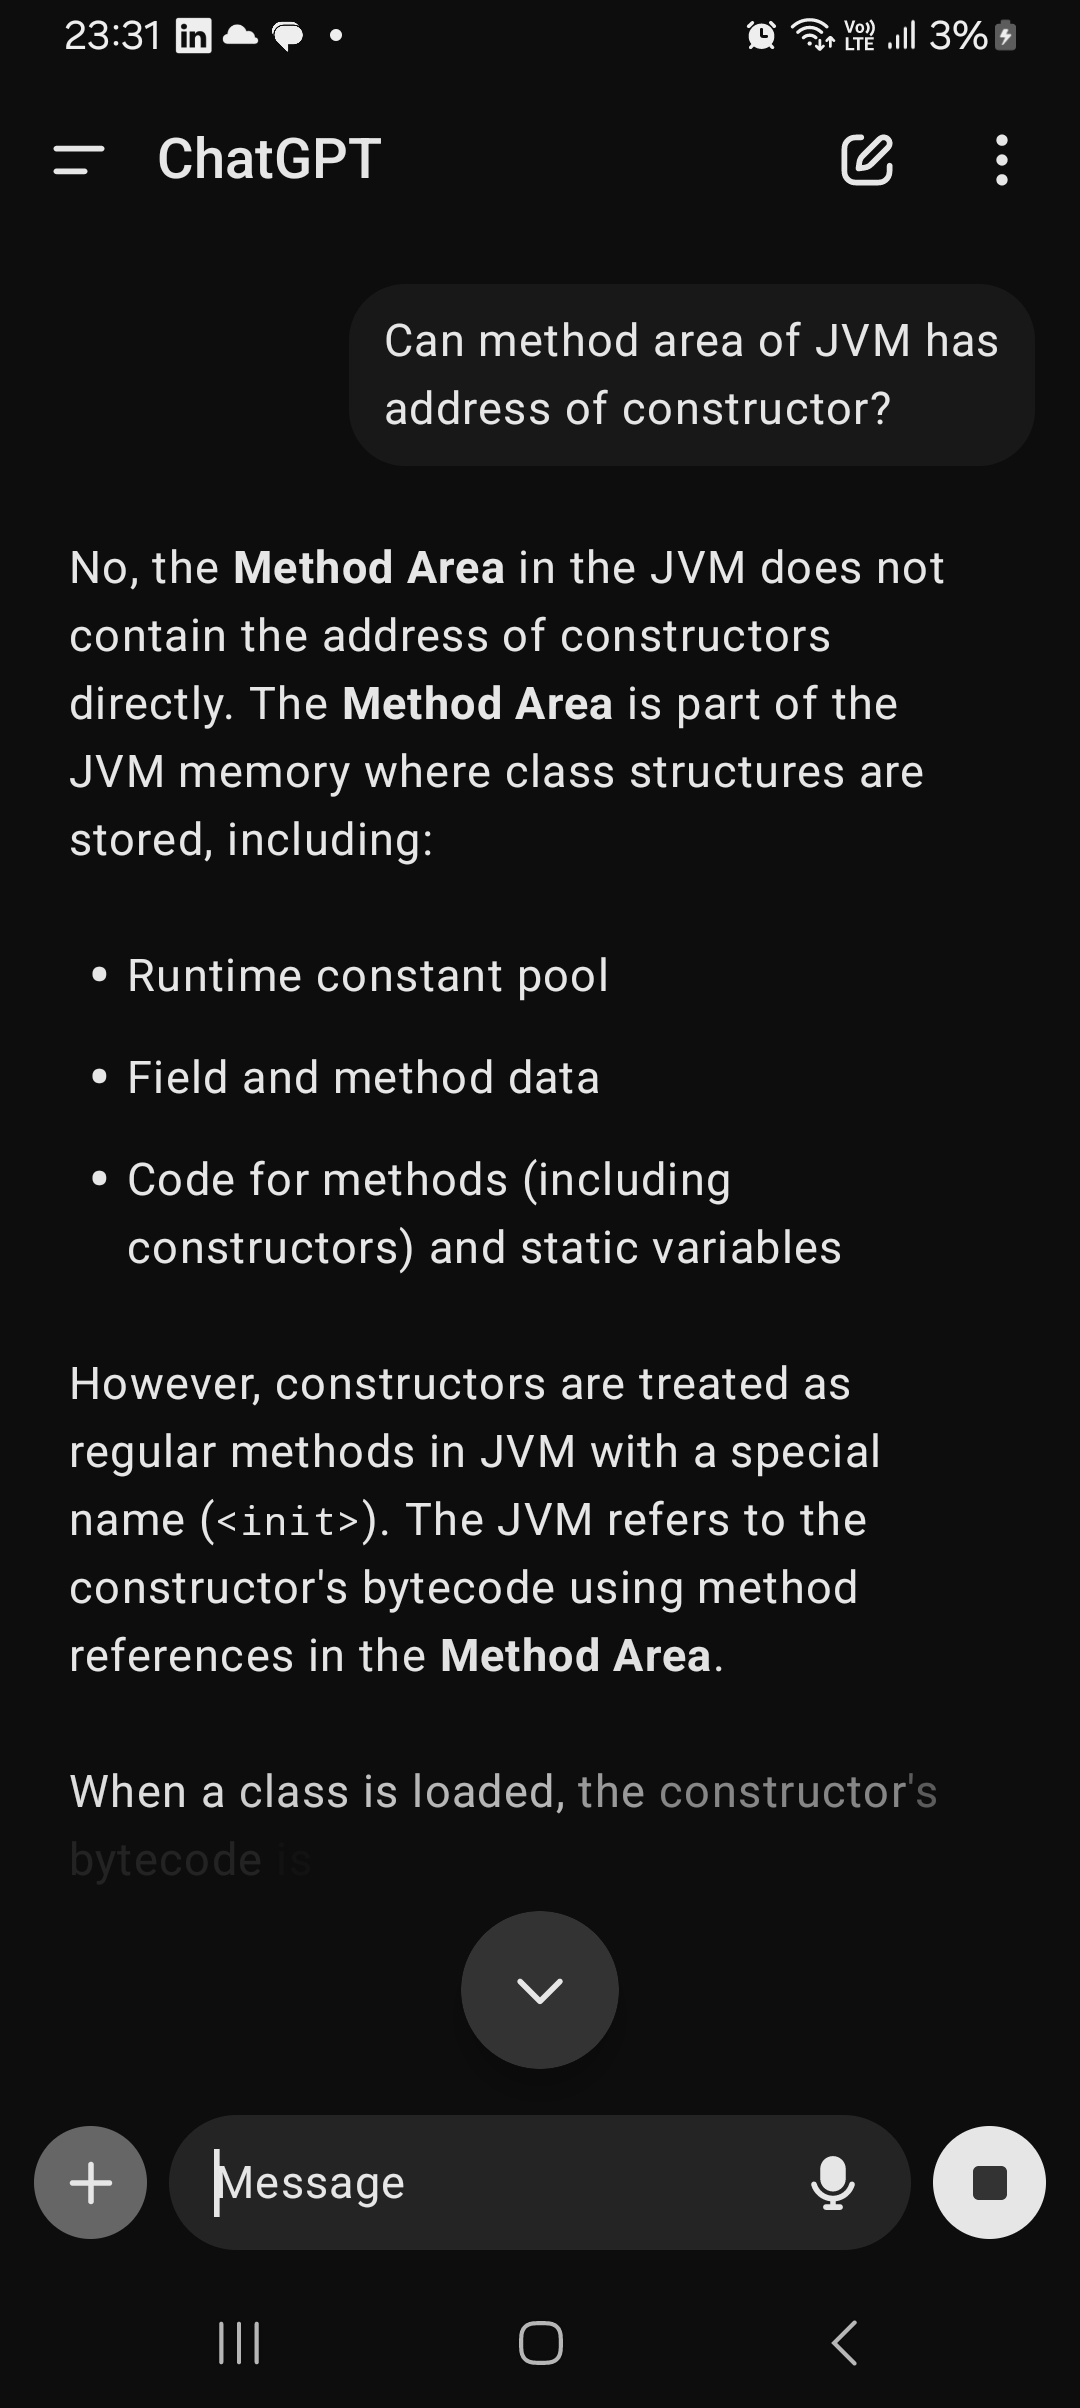 23:31
Vo))
LTE
3%
ChatGPT
Can method area of JVM has
address of constructor?
No, the Method Area in the JVM does not
contain the address of constructors
directly. The Method Area is part of the
JVM memory where class structures are
stored, including:
• Runtime constant pool
• Field and method data
• Code for methods (including
constructors) and static variables
However, constructors are treated as
regular methods in JVM with a special
name (<init>). The JVM refers to the
constructor's bytecode using method
references in the Method Area.
When a class is loaded, the constructor's
bytecode is
Message